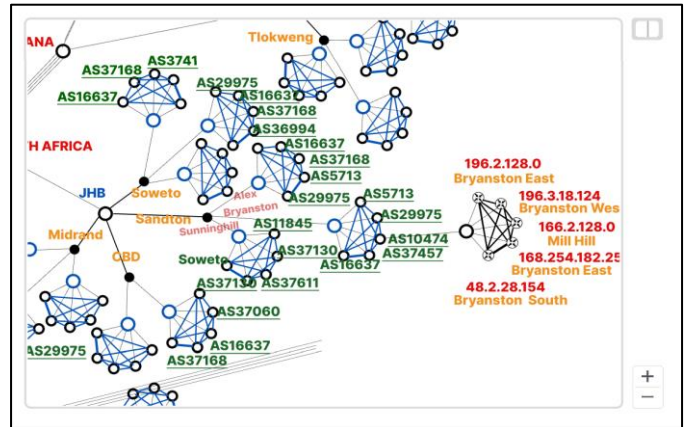 Tlokweng
ANA
AS3741
AS37168
AS16637
AS29975
AS16637
AS37168
AS36994
AS16637
AS37168
AS5713
AS29975
H AFRICA
JHB
Soweto
Sandton
Alex
Bryanston
Sunninghill
Midrand
CBD
AS11845
Soweto
AS37130
AS37130
AS37611
AS5713
AS29975
AS10474
AS37457
AS16637
196.2.128.0
Bryanston East
196.3.18.124
Bryanston Wes
166.2.128.0
Mill Hill
168.254.182.25
Bryanston East
48.2.28.154
Bryanston South
AS37060
AS16637
AS37168
AS29975
+
−